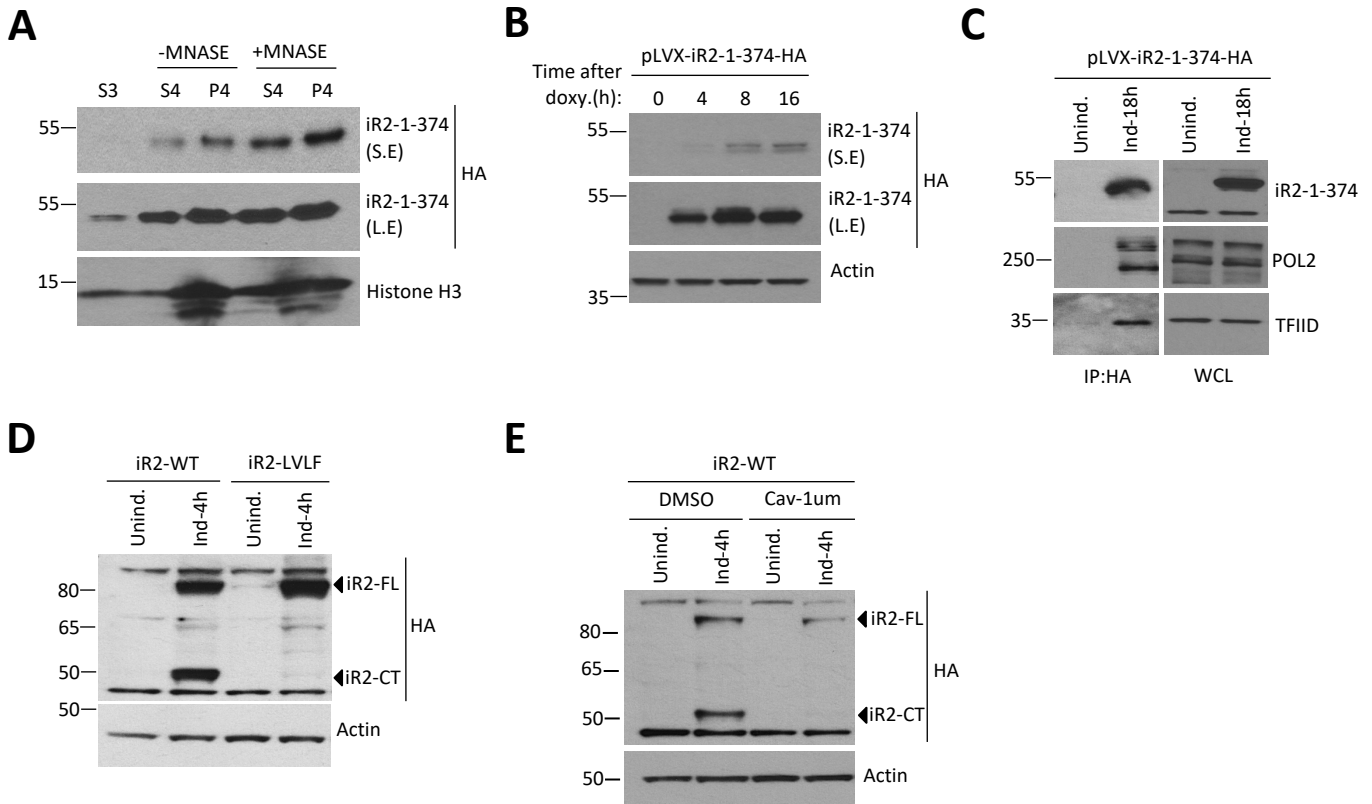 A
-MNASE +MNASE
S3 S4 P4 S4 P4
55
iR2-1-374
(S.E)
HA
55
iR2-1-374
(L.E)
15
Histone H3
B
pLVX-iR2-1-374-HA
Time after
doxy.(h): 0 4 8 16
55
iR2-1-374
(S.E)
HA
55
iR2-1-374
(L.E)
Actin
35
C
pLVX-iR2-1-374-HA
Unind. Ind-18h Unind. Ind-18h
55
iR2-1-374
250
POL2
35
TFIID
IP:HA WCL
D
iR2-WT iR2-LVLF
Unind. Ind-4h Unind. Ind-4h
80
iR2-FL
65
HA
50
iR2-CT
50
Actin
E
iR2-WT
DMSO Cav-1um
Unind. Ind-4h Unind. Ind-4h
80
iR2-FL
65
HA
50
iR2-CT
50
Actin